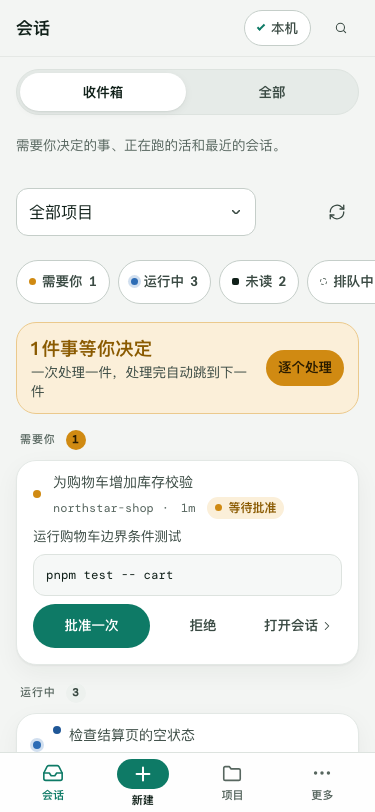 会话
本机
收件箱
全部
需要你决定的事、正在跑的活和最近的会话。
全部项目
需要你 1
运行中 3
未读 2
排队中
1件事等你决定
一次处理一件，处理完自动跳到下一
件
逐个处理
需要你 1
为购物车增加库存校验
northstar-shop · 1m
等待批准
运行购物车边界条件测试
pnpm test -- cart
批准一次
拒绝
打开会话
运行中 3
检查结算页的空状态
会话
新建
项目
更多